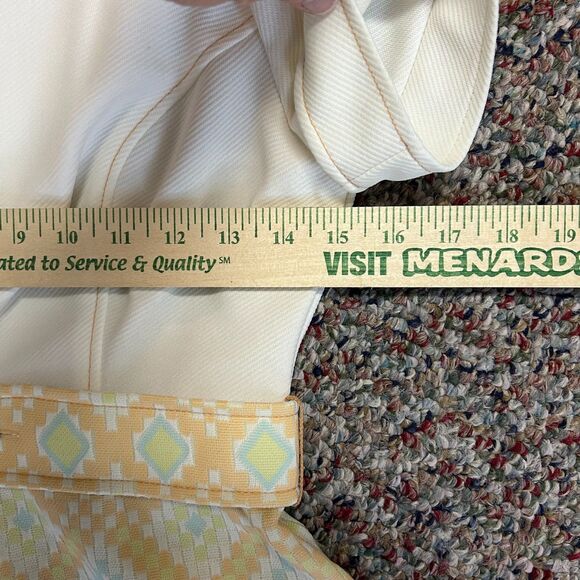 9 10 11 12 13 14 15 16 17 18 19
ated to Service & Quality℠ VISIT MENARD